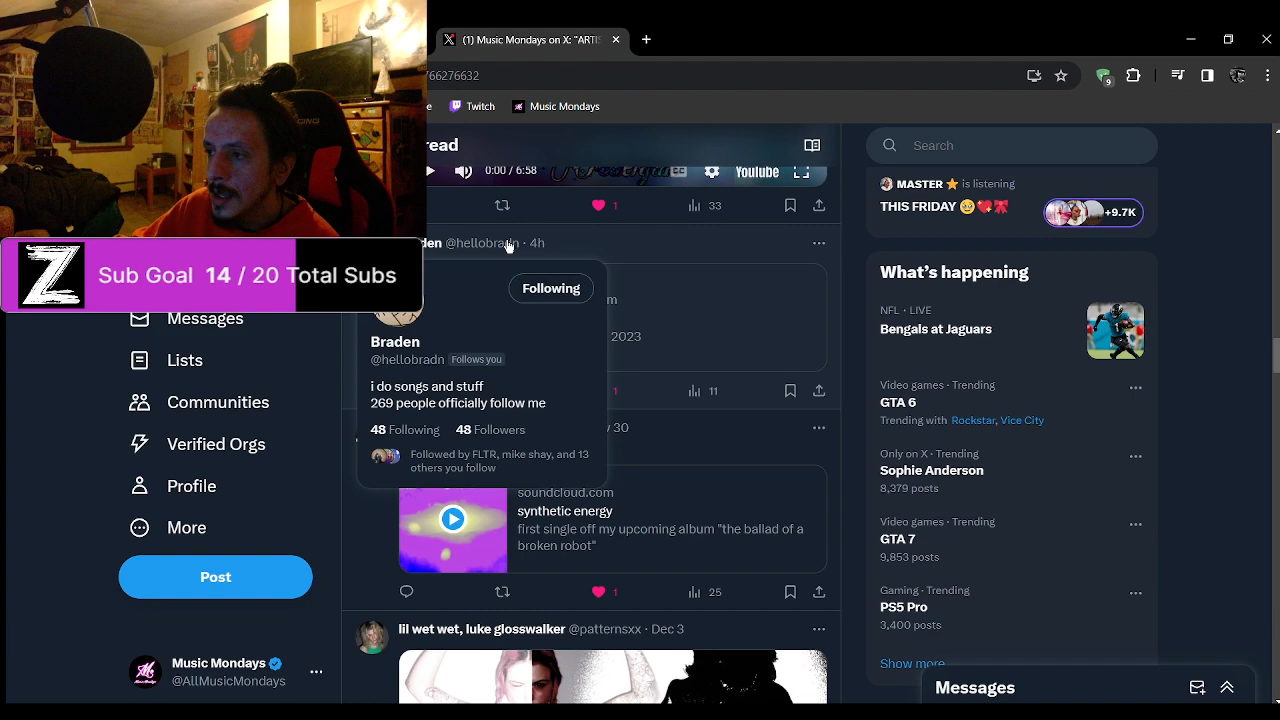 (1) Music Mondays on X: "ARTIS
66276632
9
e
Twitch
Music Mondays
read
0:00 / 6:58
CC
YouTube
1
33
den @hellobradn · 4h
Following
m
2023
Braden
@hellobradn Follows you
i do songs and stuff
269 people officially follow me
48 Following 48 Followers
Followed by FLTR, mike shay, and 13
others you follow
1
11
v 30
soundcloud.com
synthetic energy
first single off my upcoming album "the ballad of a
broken robot"
1
25
lil wet wet, luke glosswalker @patternsxx · Dec 3
Z Sub Goal 14 / 20 Total Subs
Messages
Lists
Communities
Verified Orgs
Profile
More
Post
Music Mondays
@AllMusicMondays
Search
MASTER is listening
THIS FRIDAY 🥹💖🎀
+9.7K
What's happening
NFL · LIVE
Bengals at Jaguars
Video games · Trending
GTA 6
Trending with Rockstar, Vice City
Only on X · Trending
Sophie Anderson
8,379 posts
Video games · Trending
GTA 7
9,853 posts
Gaming · Trending
PS5 Pro
3,400 posts
Show more
Messages